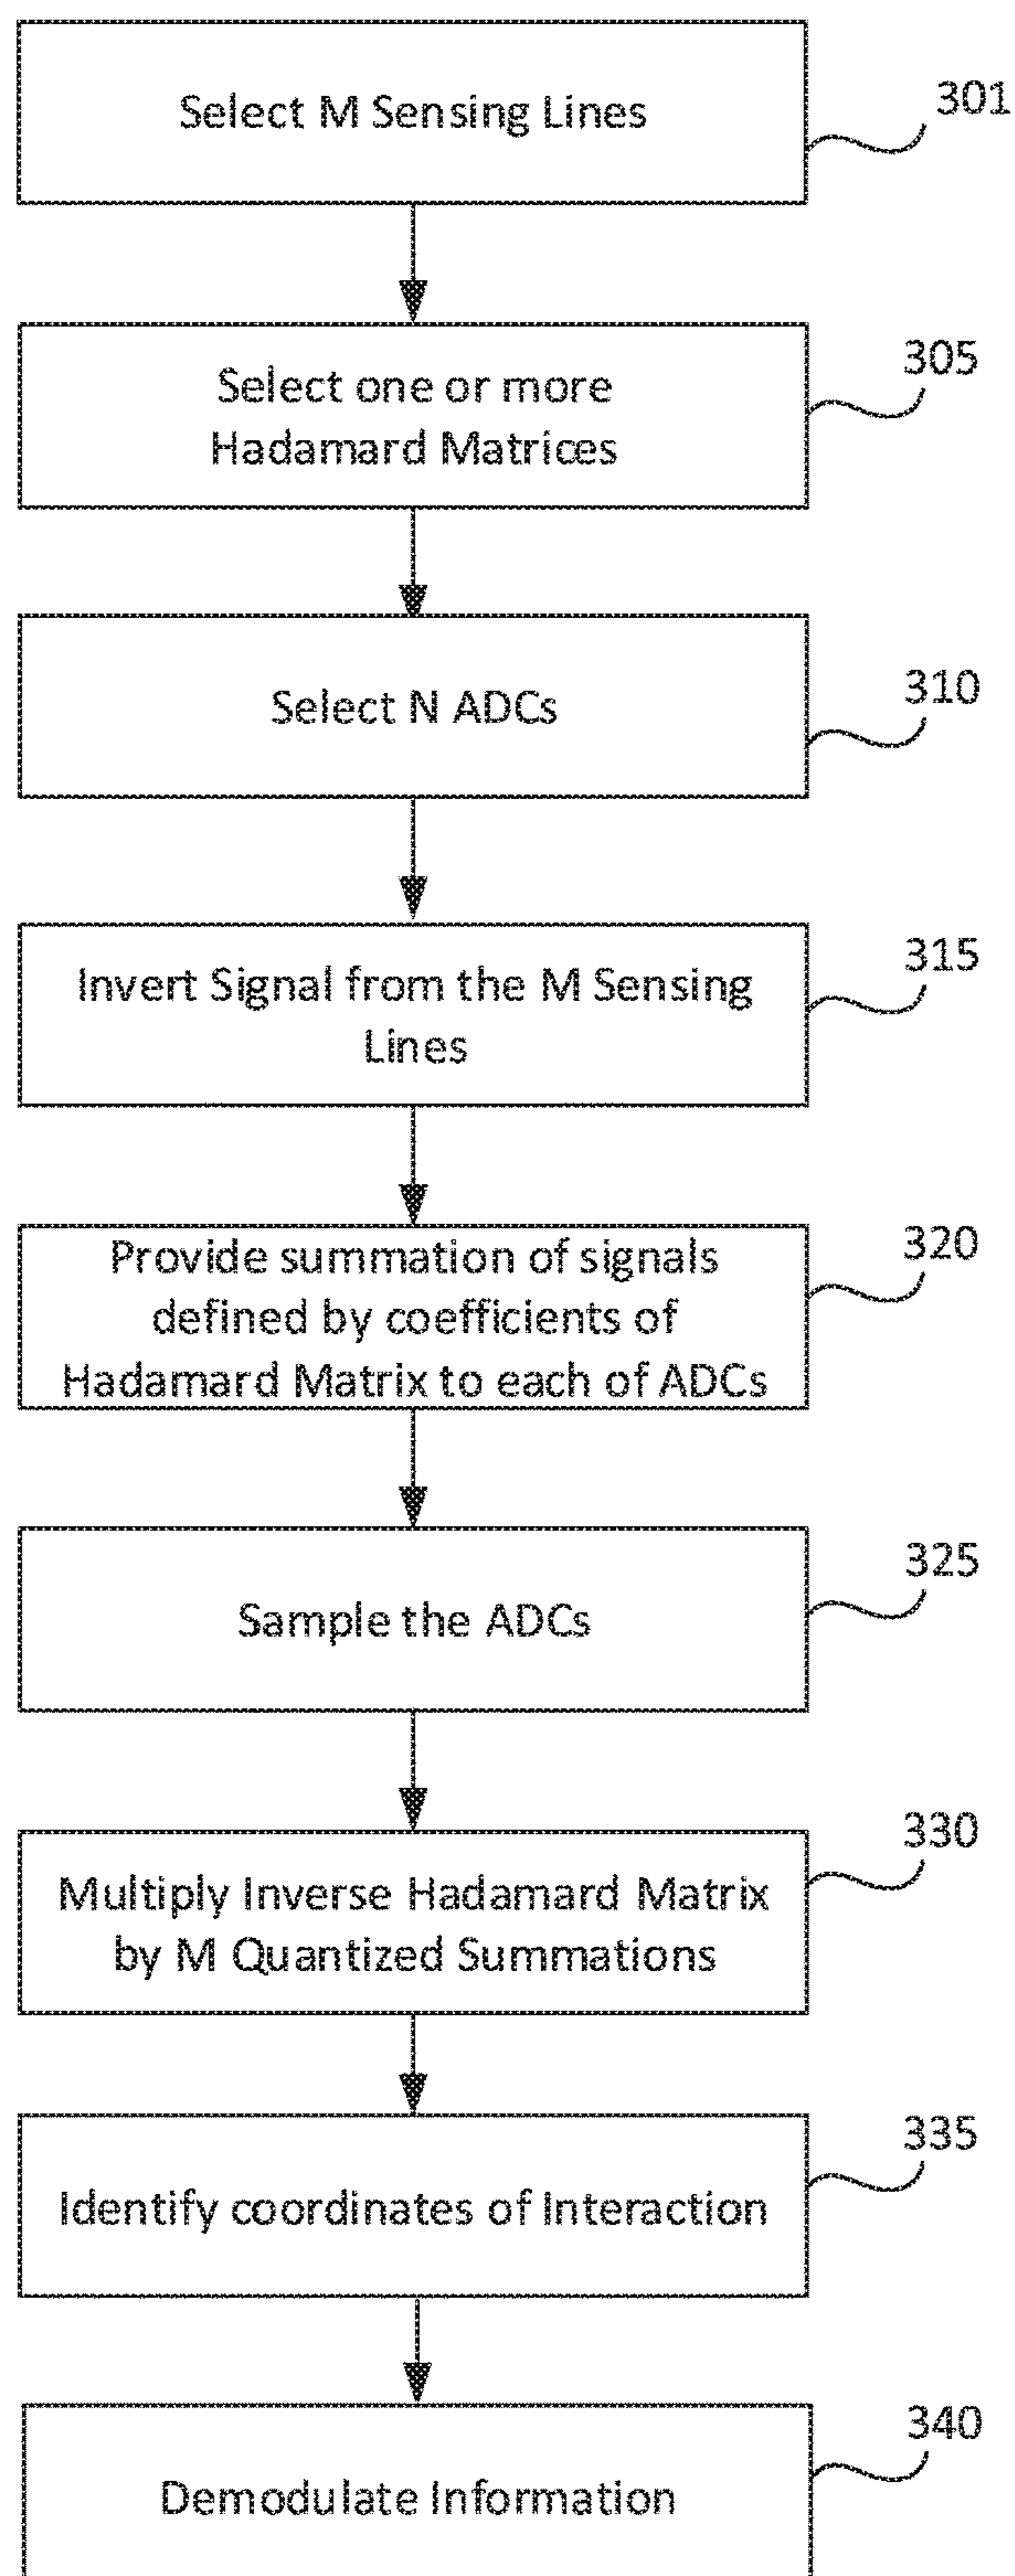 Select M Sensing Lines
301
Select one or more
Hadamard Matrices
305
Select N ADCs
310
Invert Signal from the M Sensing
Lines
315
Provide summation of signals
defined by coefficients of
Hadamard Matrix to each of ADCs
320
Sample the ADCs
325
Multiply Inverse Hadamard Matrix
by M Quantized Summations
330
Identify coordinates of Interaction
335
Demodulate Information
340